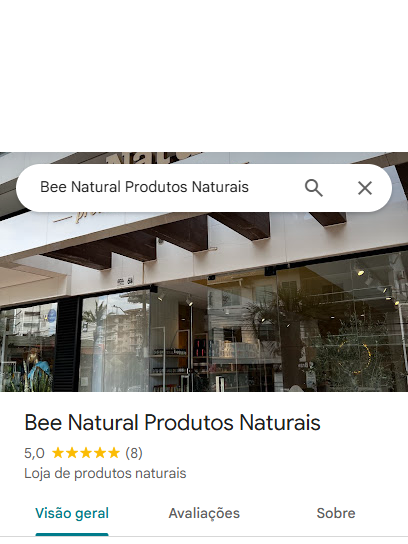 Natu
Bee Natural Produtos Naturais
Bee Natural Produtos Naturais
5,0 (8)
Loja de produtos naturais
Visão geral
Avaliações
Sobre